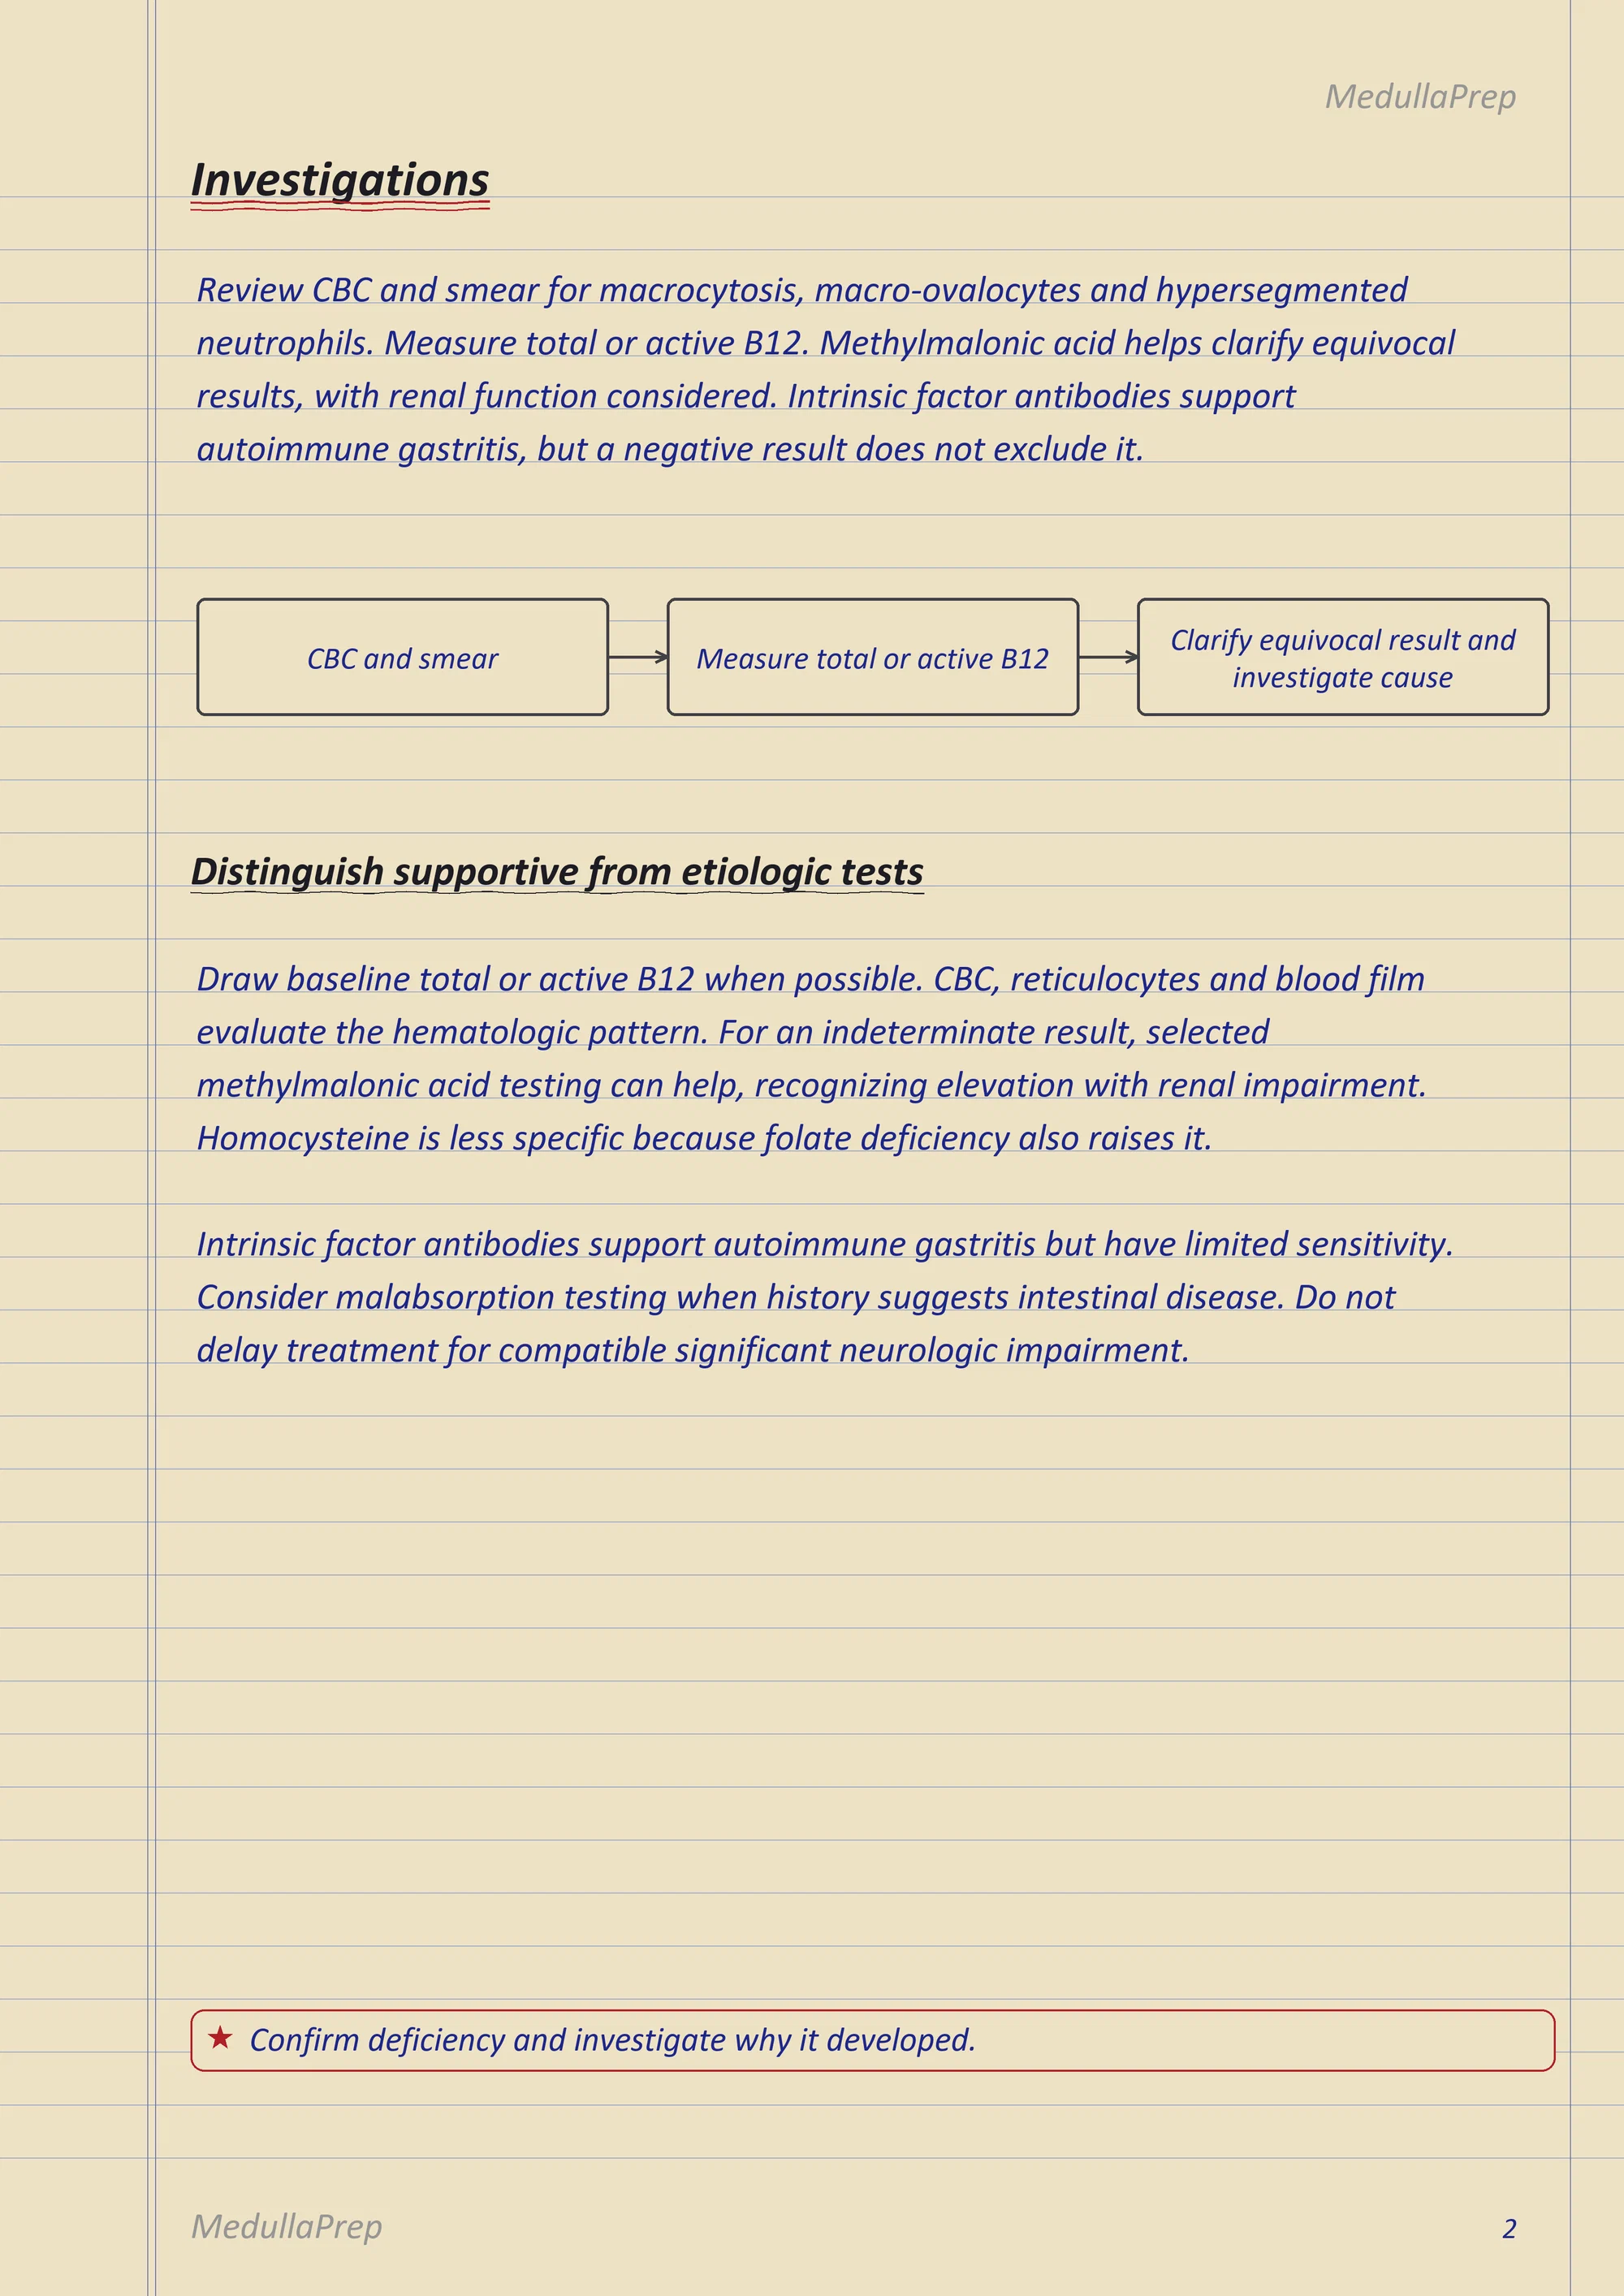 MedullaPrep
Investigations
Review CBC and smear for macrocytosis, macro-ovalocytes and hypersegmented
neutrophils. Measure total or active B12. Methylmalonic acid helps clarify equivocal
results, with renal function considered. Intrinsic factor antibodies support
autoimmune gastritis, but a negative result does not exclude it.
CBC and smear
Measure total or active B12
Clarify equivocal result and
investigate cause
Distinguish supportive from etiologic tests
Draw baseline total or active B12 when possible. CBC, reticulocytes and blood film
evaluate the hematologic pattern. For an indeterminate result, selected
methylmalonic acid testing can help, recognizing elevation with renal impairment.
Homocysteine is less specific because folate deficiency also raises it.
Intrinsic factor antibodies support autoimmune gastritis but have limited sensitivity.
Consider malabsorption testing when history suggests intestinal disease. Do not
delay treatment for compatible significant neurologic impairment.
★ Confirm deficiency and investigate why it developed.
MedullaPrep
2